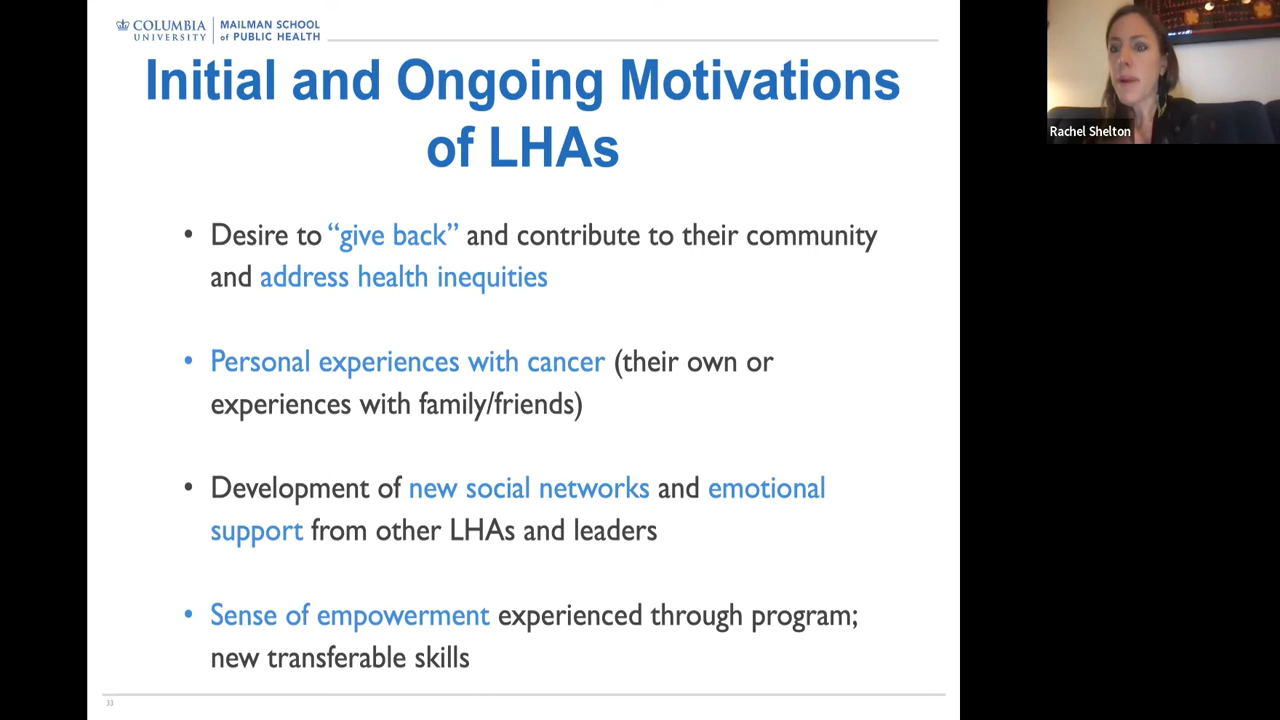 COLUMBIA
UNIVERSITY
MAILMAN SCHOOL
of PUBLIC HEALTH
Initial and Ongoing Motivations
of LHAs
• Desire to “give back” and contribute to their community
and address health inequities
• Personal experiences with cancer (their own or
experiences with family/friends)
• Development of new social networks and emotional
support from other LHAs and leaders
• Sense of empowerment experienced through program;
new transferable skills
33
Rachel Shelton